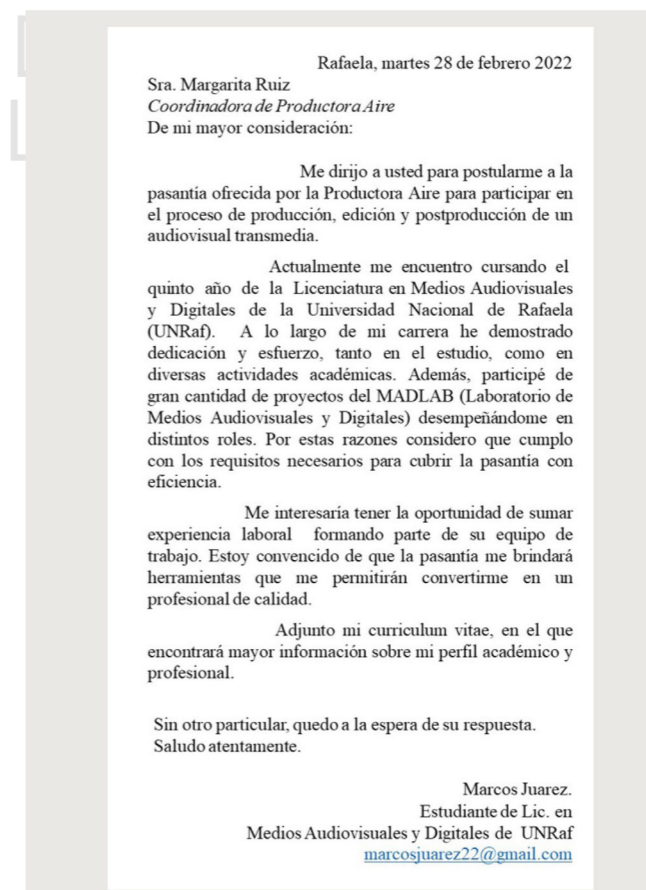 Rafaela, martes 28 de febrero 2022
Sra. Margarita Ruiz
Coordinadora de Productora Aire
De mi mayor consideración:
Me dirijo a usted para postularme a la
pasantía ofrecida por la Productora Aire para participar en
el proceso de producción, edición y postproducción de un
audiovisual transmedia.
Actualmente me encuentro cursando el
quinto año de la Licenciatura en Medios Audiovisuales
y Digitales de la Universidad Nacional de Rafaela
(UNRaf). A lo largo de mi carrera he demostrado
dedicación y esfuerzo, tanto en el estudio, como en
diversas actividades académicas. Además, participé de
gran cantidad de proyectos del MADLAB (Laboratorio de
Medios Audiovisuales y Digitales) desempeñándome en
distintos roles. Por estas razones considero que cumplo
con los requisitos necesarios para cubrir la pasantía con
eficiencia.
Me interesaría tener la oportunidad de sumar
experiencia laboral formando parte de su equipo de
trabajo. Estoy convencido de que la pasantía me brindará
herramientas que me permitirán convertirme en un
profesional de calidad.
Adjunto mi curriculum vitae, en el que
encontrará mayor información sobre mi perfil académico y
profesional.
Sin otro particular, quedo a la espera de su respuesta.
Saludo atentamente.
Marcos Juarez.
Estudiante de Lic. en
Medios Audiovisuales y Digitales de UNRaf
marcosjuarez22@gmail.com